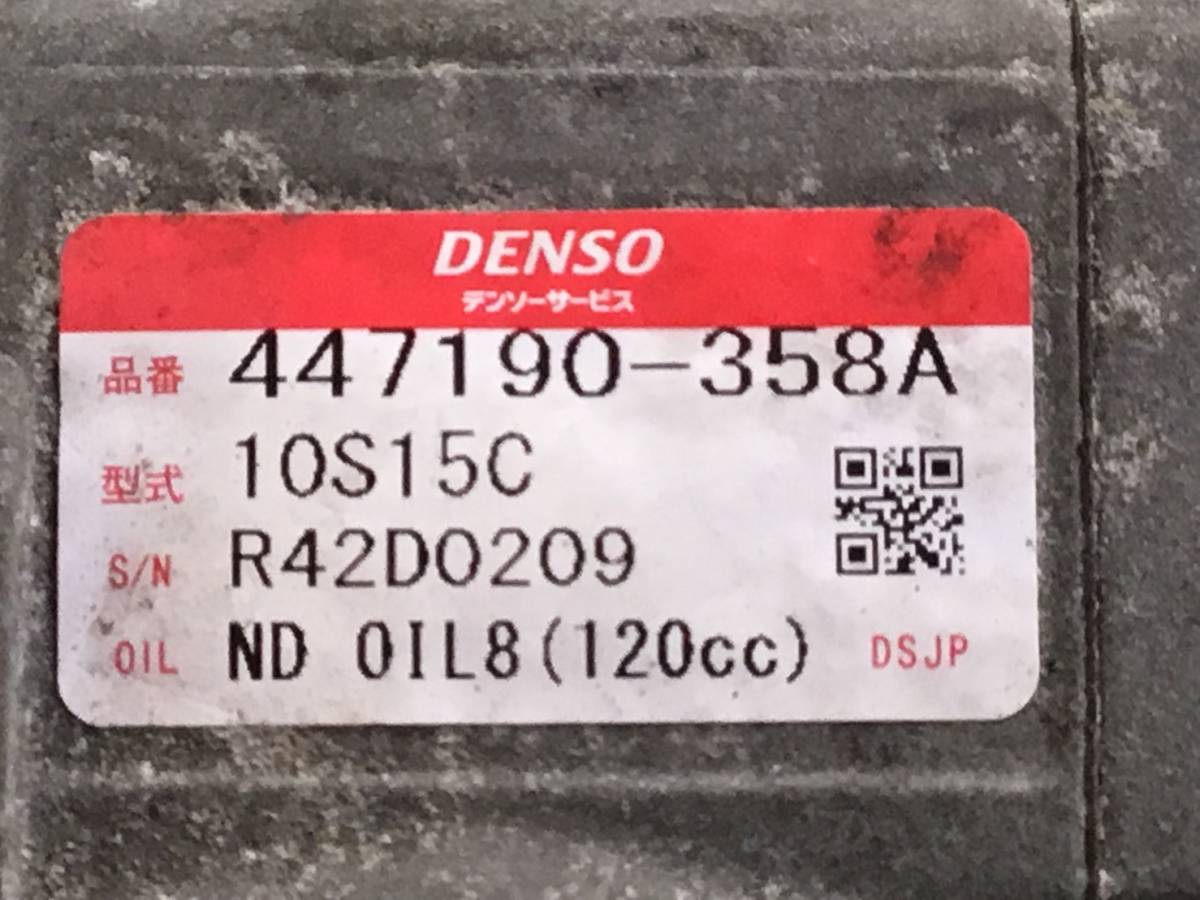 DENSO
デンソーサービス
品番 447190-358A
型式 10S15C
S/N R42D0209
OIL ND OIL8(120cc) DSJP